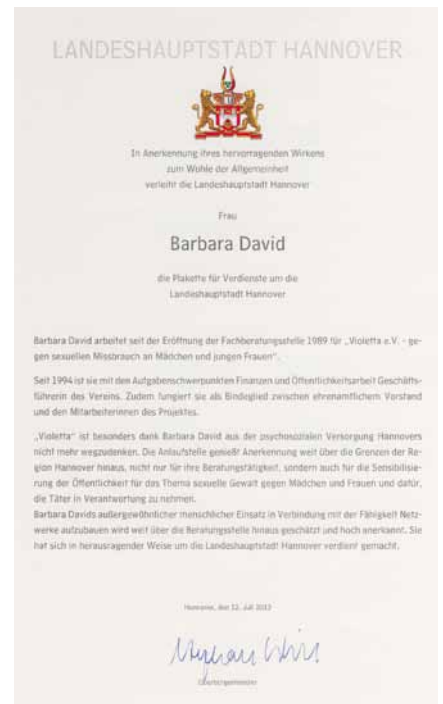 LANDESHAUPTSTADT HANNOVER
In Anerkennung ihres hervorragenden Wirkens
zum Wohle der Allgemeinheit
verleiht die Landeshauptstadt Hannover
Frau
Barbara David
die Plakette für Verdienste um die
Landeshauptstadt Hannover
Barbara David arbeitet seit der Eröffnung der Fachberatungsstelle 1989 für „Violetta e.V. - ge-
gen sexuellen Missbrauch an Mädchen und jungen Frauen“.
Seit 1994 ist sie mit den Aufgabenschwerpunkten Finanzen und Öffentlichkeitsarbeit Geschäfts-
führerin des Vereins. Zudem fungiert sie als Bindeglied zwischen ehrenamtlichem Vorstand
und den Mitarbeiterinnen des Projektes.
„Violetta“ ist besonders dank Barbara David aus der psychosozialen Versorgung Hannovers
nicht mehr wegzudenken. Die Anlaufstelle genießt Anerkennung weit über die Grenzen der Re-
gion Hannover hinaus, nicht nur für ihre Beratungstätigkeit, sondern auch für die Sensibilisie-
rung der Öffentlichkeit für das Thema sexuelle Gewalt gegen Mädchen und Frauen und dafür,
die Täter in Verantwortung zu nehmen.
Barbara Davids außergewöhnlicher menschlicher Einsatz in Verbindung mit der Fähigkeit Netz-
werke aufzubauen wird weit über die Beratungsstelle hinaus geschätzt und hoch anerkannt. Sie
hat sich in herausragender Weise um die Landeshauptstadt Hannover verdient gemacht.
Hannover, den 12. Juli 2013
Oberbürgermeister